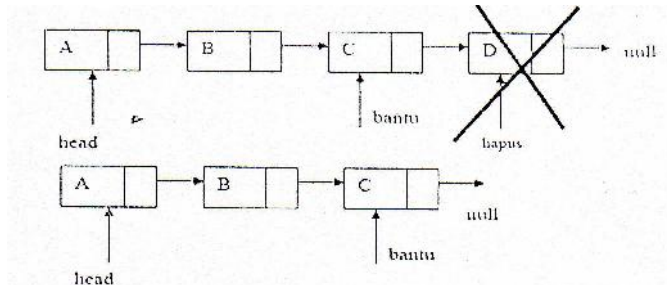 A B C D null
bantu
head hapus
A B C
null
bantu
head